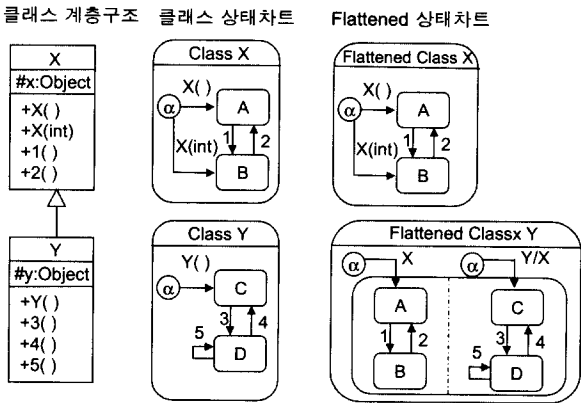 클래스 계층구조 클래스 상태차트 Flattened 상태차트
X
#x:Object
+X( )
+X(int)
+1( )
+2( )
Y
#y:Object
+Y( )
+3( )
+4( )
+5( )
Class X
X( )
α
A
1
2
X(int)
B
Class Y
Y( )
α
C
3
4
5
D
Flattened Class X
X( )
α
A
1
2
X(int)
B
Flattened Classx Y
α
X
α
Y/X
A
1
2
B
C
3
4
5
D